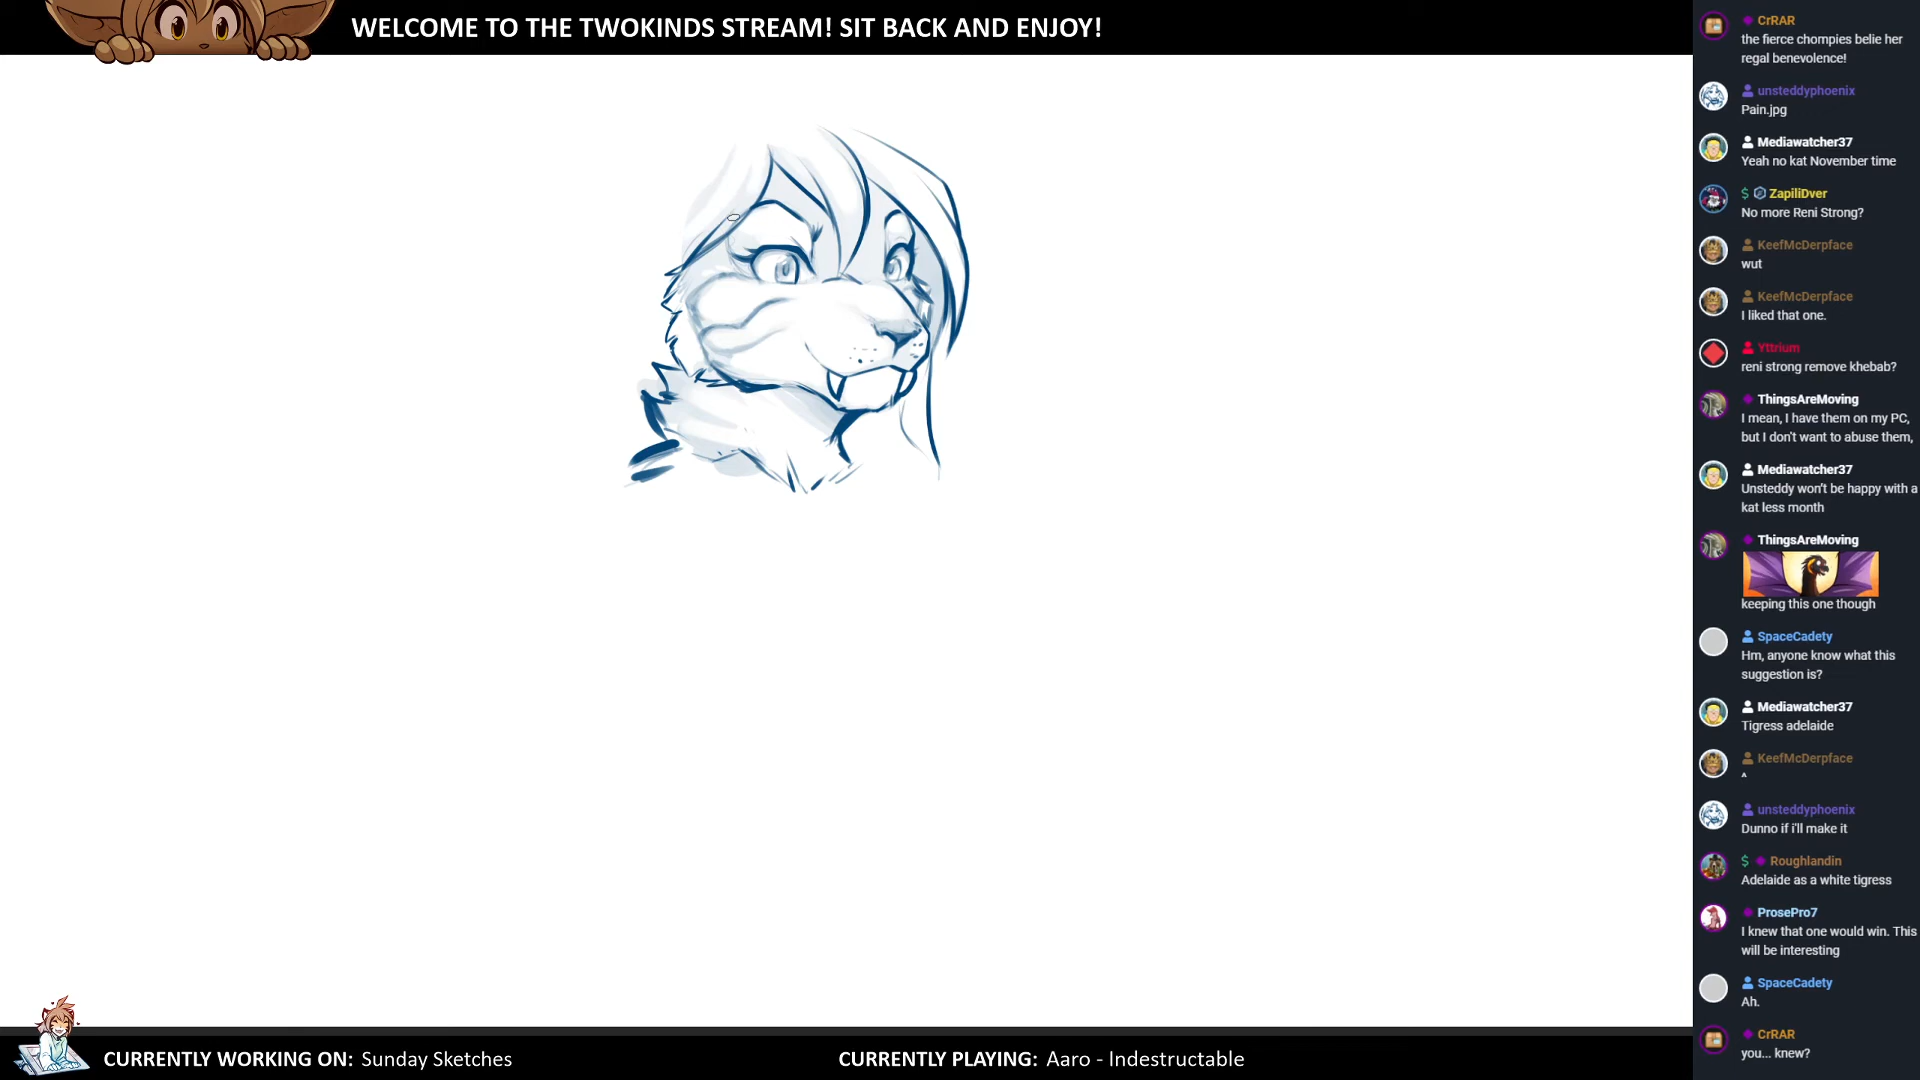 WELCOME TO THE TWOKINDS STREAM! SIT BACK AND ENJOY!
CrRAR
the fierce chompies belie her
regal benevolence!
unsteddyphoenix
Pain.jpg
Mediawatcher37
Yeah no kat November time
$ ZapiliDver
No more Reni Strong?
KeefMcDerpface
wut
KeefMcDerpface
I liked that one.
Yttrium
reni strong remove khebab?
ThingsAreMoving
I mean, I have them on my PC,
but I don't want to abuse them,
Mediawatcher37
Unsteddy won't be happy with a
kat less month
ThingsAreMoving
keeping this one though
SpaceCadety
Hm, anyone know what this
suggestion is?
Mediawatcher37
Tigress adelaide
KeefMcDerpface
^
unsteddyphoenix
Dunno if i'll make it
$ Roughlandin
Adelaide as a white tigress
ProsePro7
I knew that one would win. This
will be interesting
SpaceCadety
Ah.
CrRAR
you... knew?
CURRENTLY WORKING ON: Sunday Sketches
CURRENTLY PLAYING: Aaro - Indestructable